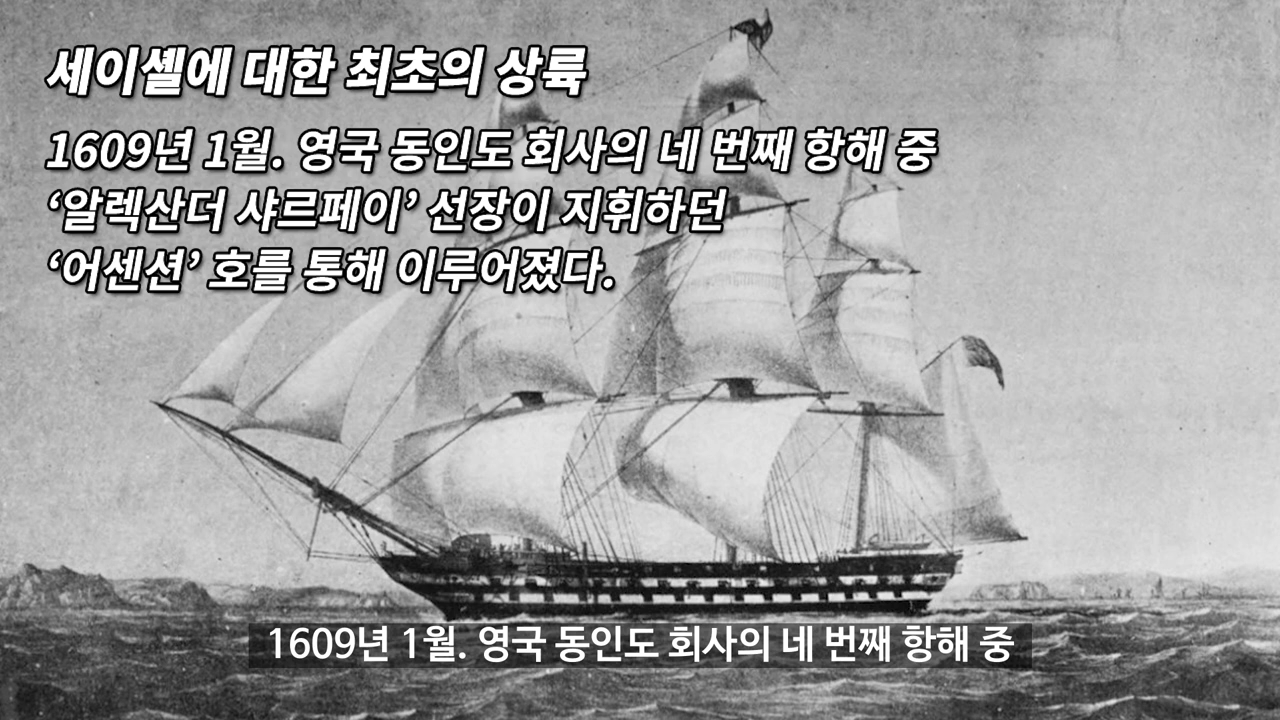 세이셸에 대한 최초의 상륙
1609년 1월. 영국 동인도 회사의 네 번째 항해 중
‘알렉산더 샤르페이’ 선장이 지휘하던
‘어센션’ 호를 통해 이루어졌다.
1609년 1월. 영국 동인도 회사의 네 번째 항해 중